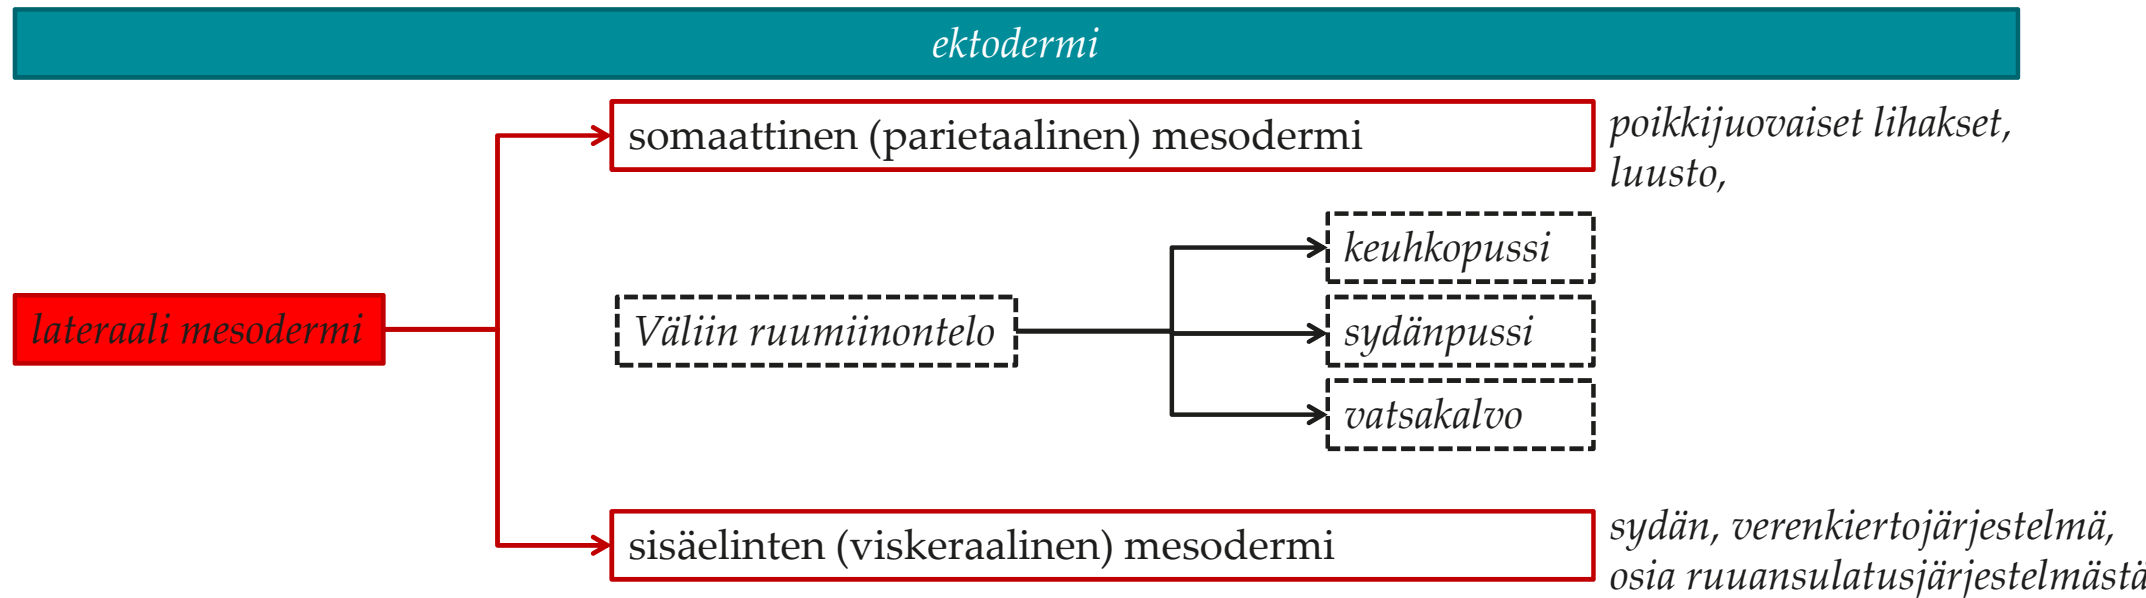 ektodermi
somaattinen (parietaalinen) mesodermi
poikkijuovaiset lihakset,
luusto,
keuhkopussi
lateraali mesodermi
Väliin ruumiinontelo
sydänpussi
vatsakalvo
sisäelinten (viskeraalinen) mesodermi
sydän, verenkiertojärjestelmä,
osia ruuansulatusjärjestelmästä